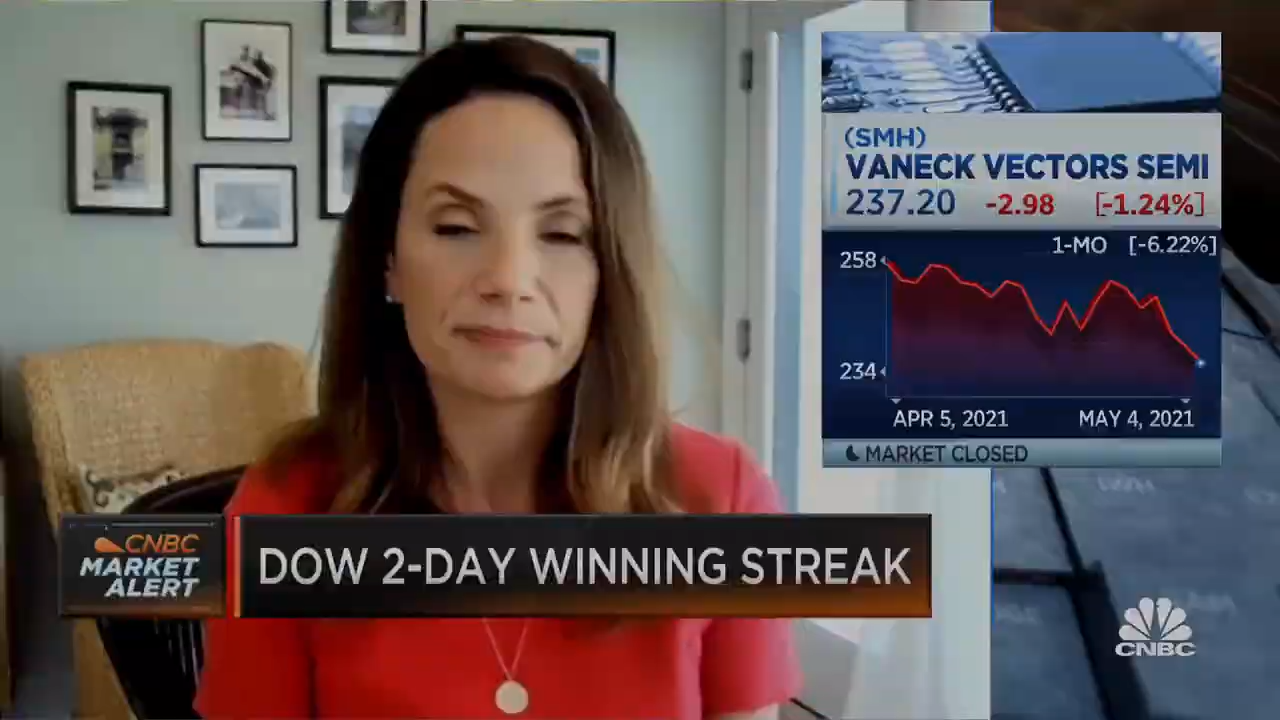 (SMH)
VANECK VECTORS SEMI
237.20 -2.98 [-1.24%]
1-MO [-6.22%]
258
234
APR 5, 2021 MAY 4, 2021
MARKET CLOSED
CNBC
MARKET
ALERT
DOW 2-DAY WINNING STREAK
CNBC